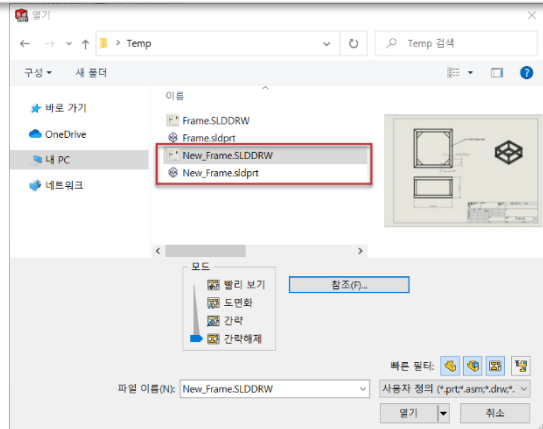 열기
Temp
Temp 검색
구성
새 폴더
이름
바로 가기
OneDrive
내 PC
네트워크
Frame.SLDDRW
Frame.sldprt
New_Frame.SLDDRW
New_Frame.sldprt
모드
빨리 보기
도면화
간략
간략해제
참조(F)...
빠른 필터:
파일 이름(N):
New_Frame.SLDDRW
사용자 정의 (*.prt;*.asm;*.drw;*.
열기
취소